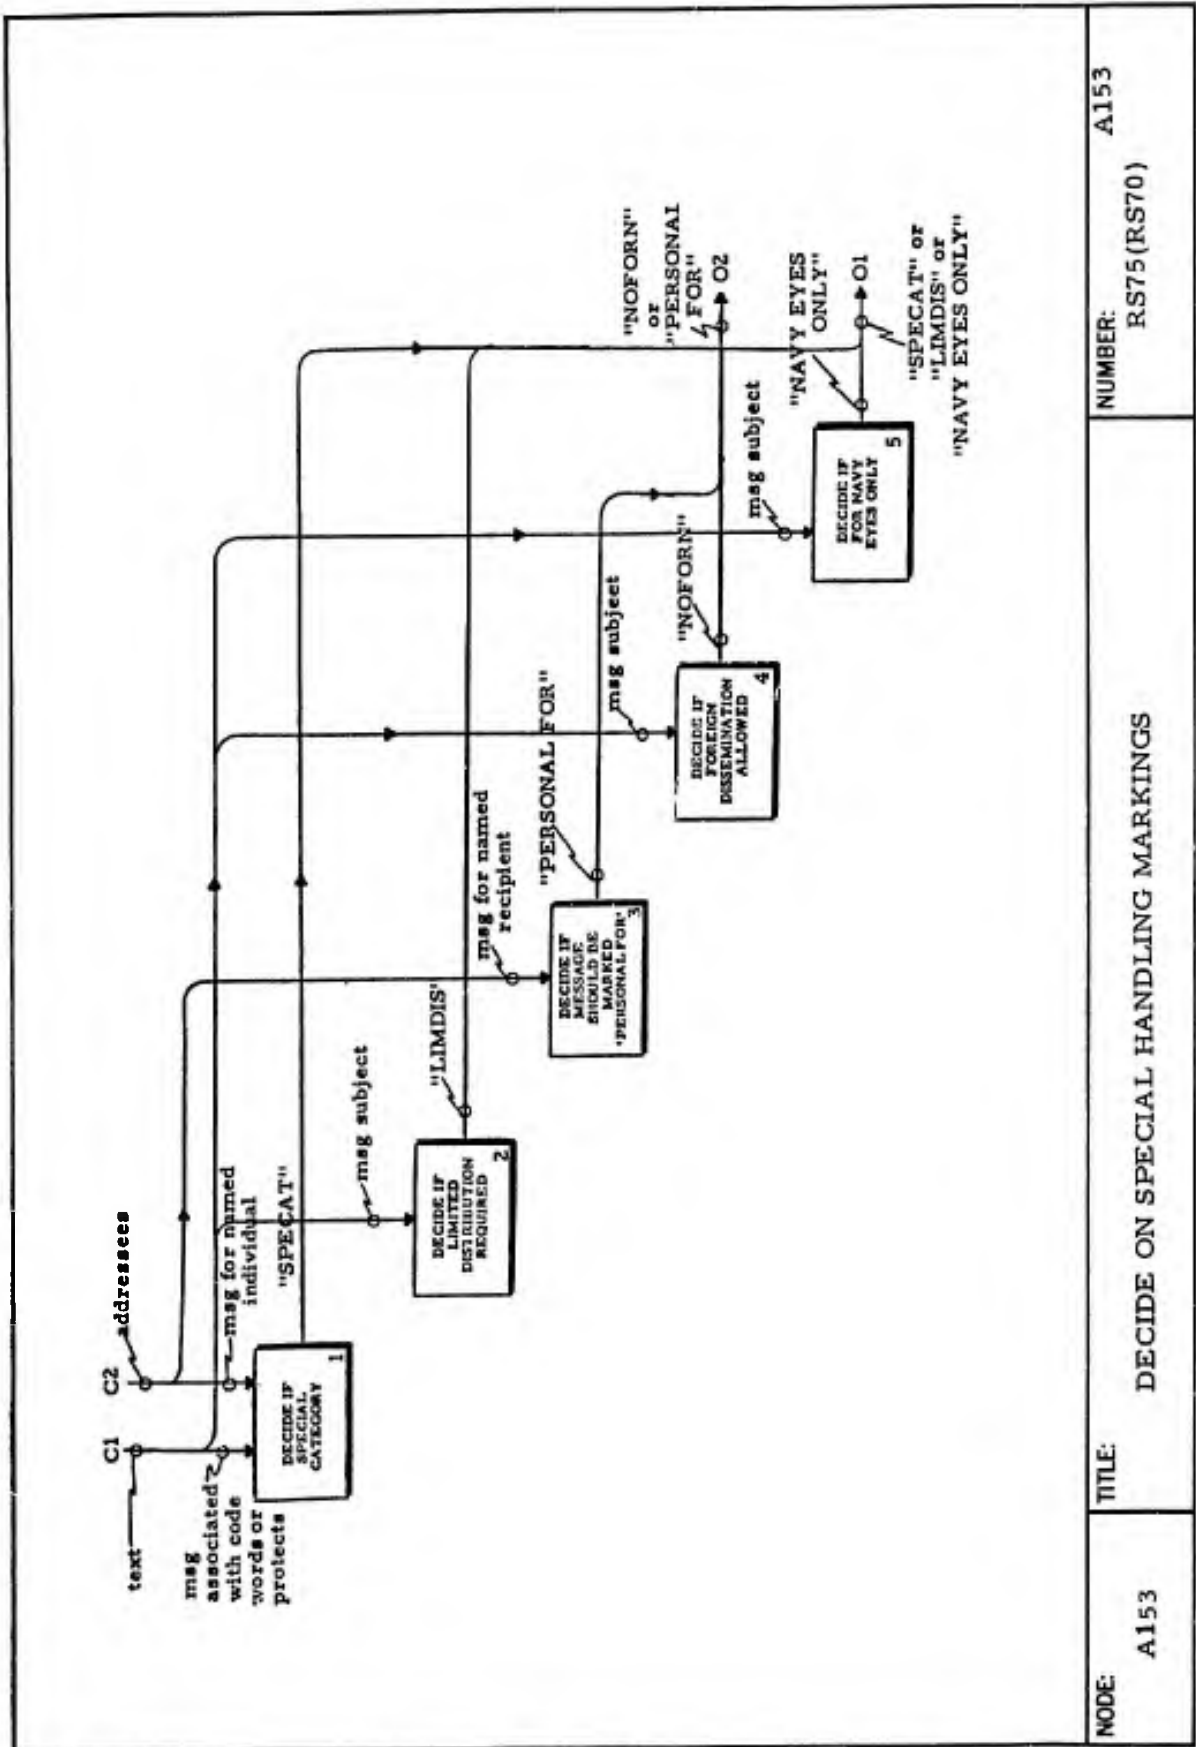 C1
C2
text
addressees
msg
associated
with code
words or
protects
msg for named
individual
DECIDE IF
SPECIAL
CATEGORY
1
"SPECAT"
msg subject
DECIDE IF
LIMITED
DISTRIBUTION
REQUIRED
2
"LIMDIS"
msg for named
recipient
DECIDE IF
MESSAGE
SHOULD BE
MARKED
'PERSONAL FOR'
3
"PERSONAL FOR"
msg subject
DECIDE IF
FOREIGN
DISSEMINATION
ALLOWED
4
"NOFORN"
msg subject
DECIDE IF
FOR NAVY
EYES ONLY
5
"NOFORN"
or
"PERSONAL
FOR"
O2
"NAVY EYES
ONLY"
O1
"SPECAT" or
"LIMDIS" or
"NAVY EYES ONLY"
NODE:
A153
TITLE:
DECIDE ON SPECIAL HANDLING MARKINGS
NUMBER:
A153
RS75(RS70)